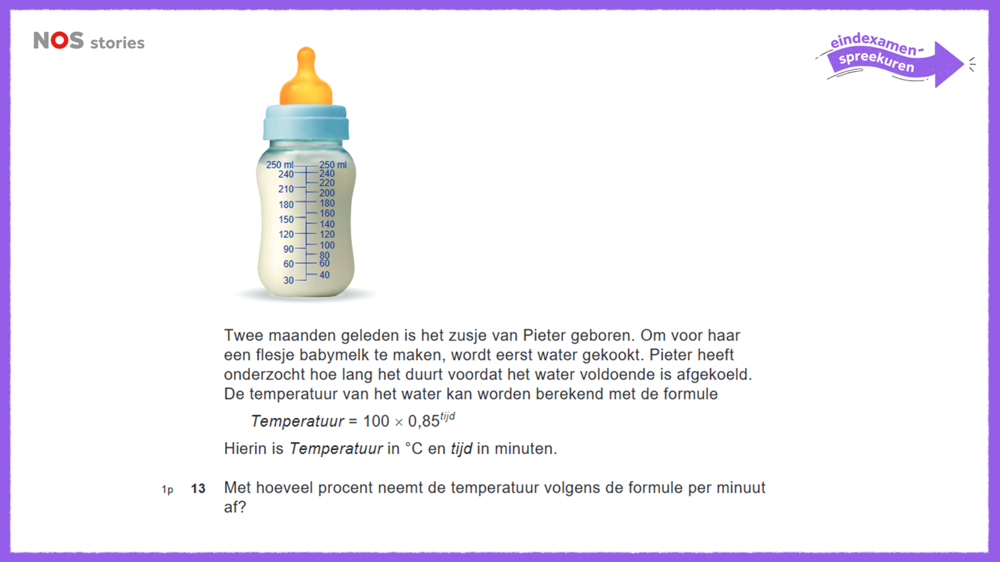 NOS stories
eindexamen-
spreekuren
250 ml 250 ml
240 240
220
210
200
180 180
160
150
140
120 120
100
90
80
60 60
40
30
Twee maanden geleden is het zusje van Pieter geboren. Om voor haar
een flesje babymelk te maken, wordt eerst water gekookt. Pieter heeft
onderzocht hoe lang het duurt voordat het water voldoende is afgekoeld.
De temperatuur van het water kan worden berekend met de formule
Temperatuur = 100 × 0,85^tijd
Hierin is Temperatuur in °C en tijd in minuten.
1p 13 Met hoeveel procent neemt de temperatuur volgens de formule per minuut
af?